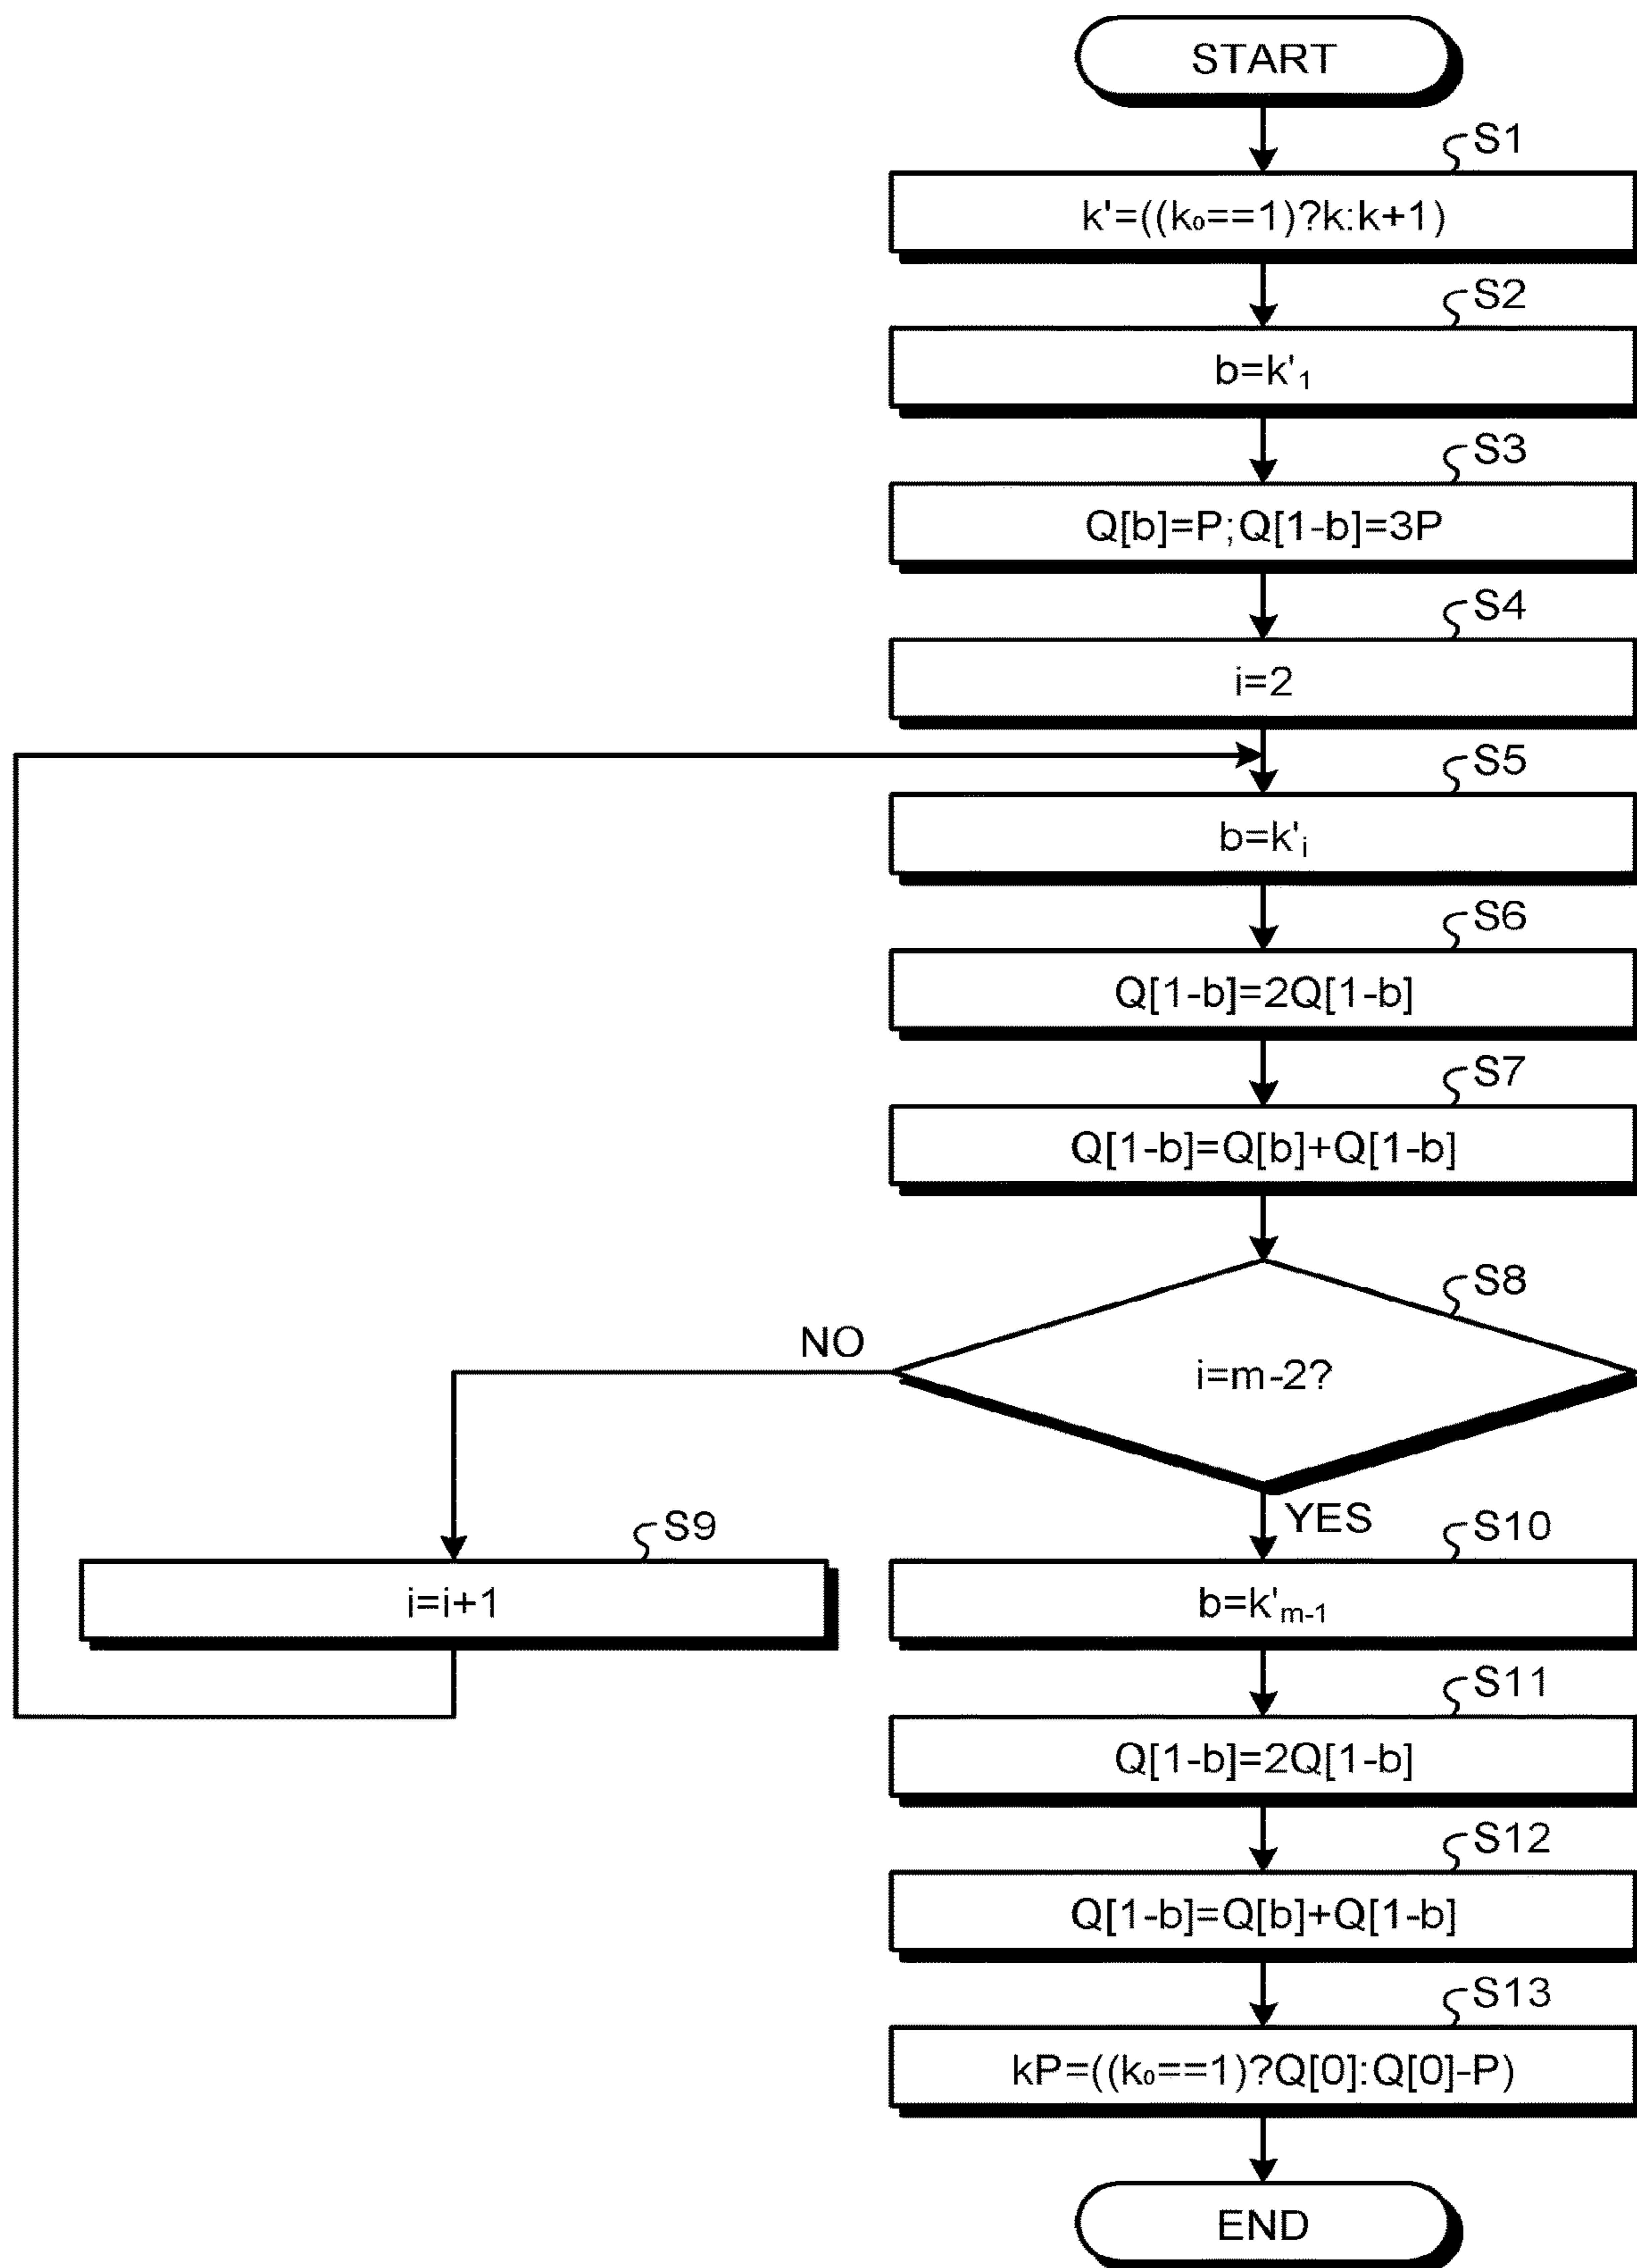 START
S1
k'=((k₀==1)?k:k+1)
S2
b=k'₁
S3
Q[b]=P;Q[1-b]=3P
S4
i=2
S5
b=k'ᵢ
S6
Q[1-b]=2Q[1-b]
S7
Q[1-b]=Q[b]+Q[1-b]
S8
i=m-2?
NO
YES
S9
i=i+1
S10
b=k'ₘ₋₁
S11
Q[1-b]=2Q[1-b]
S12
Q[1-b]=Q[b]+Q[1-b]
S13
kP=((k₀==1)?Q[0]:Q[0]-P)
END